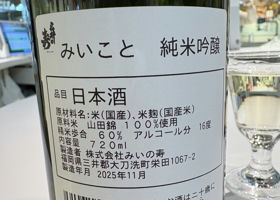 みいこと 純米吟醸
品目 日本酒
原材料名:米(国産)、米麹(国産米)
原料米 山田錦 100%使用
精米歩合 60% アルコール分 16度
内容量 720ml
製造者 株式会社みいの寿
福岡県三井郡大刀洗町栄田1067-2
製造年月 2025年11月